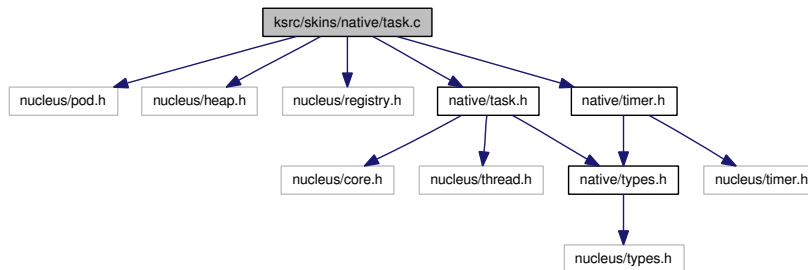 ksrc/skins/native/task.c
nucleus/pod.h
nucleus/heap.h
nucleus/registry.h
native/task.h
native/timer.h
nucleus/core.h
nucleus/thread.h
native/types.h
nucleus/timer.h
nucleus/types.h